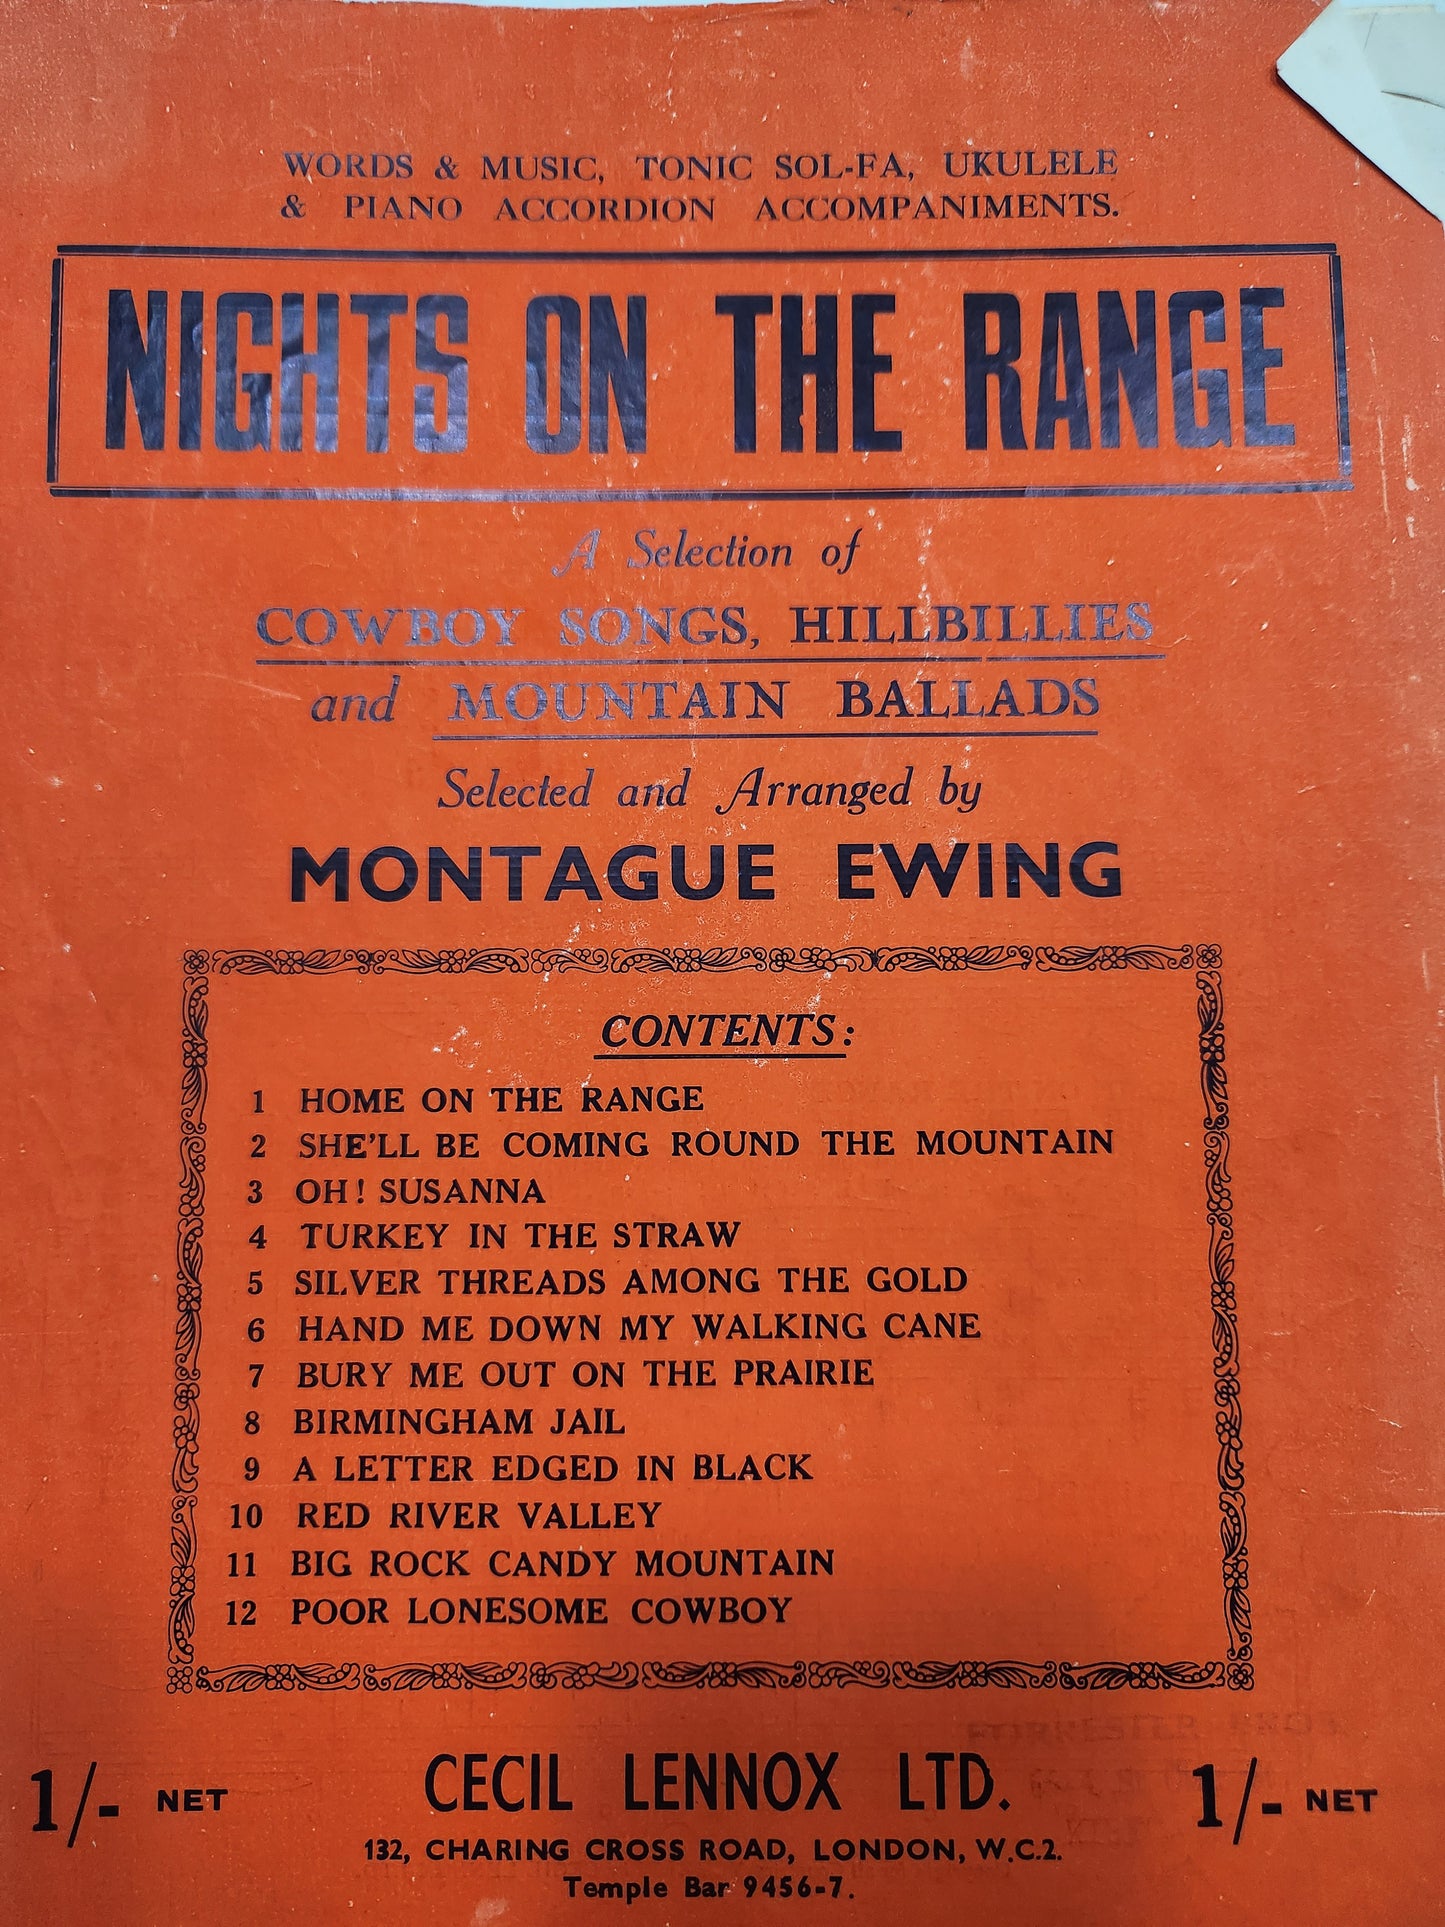 WORDS & MUSIC, TONIC SOL-FA, UKULELE
& PIANO ACCORDION ACCOMPANIMENTS.
NIGHTS ON THE RANGE
A Selection of
COWBOY SONGS, HILLBILLIES
and MOUNTAIN BALLADS
Selected and Arranged by
MONTAGUE EWING
CONTENTS:
1 HOME ON THE RANGE
2 SHE'LL BE COMING ROUND THE MOUNTAIN
3 OH! SUSANNA
4 TURKEY IN THE STRAW
5 SILVER THREADS AMONG THE GOLD
6 HAND ME DOWN MY WALKING CANE
7 BURY ME OUT ON THE PRAIRIE
8 BIRMINGHAM JAIL
9 A LETTER EDGED IN BLACK
10 RED RIVER VALLEY
11 BIG ROCK CANDY MOUNTAIN
12 POOR LONESOME COWBOY
FORRESTER BROS.
1/- NET CECIL LENNOX LTD. 1/- NET
132, CHARING CROSS ROAD, LONDON, W.C.2.
Temple Bar 9456-7.